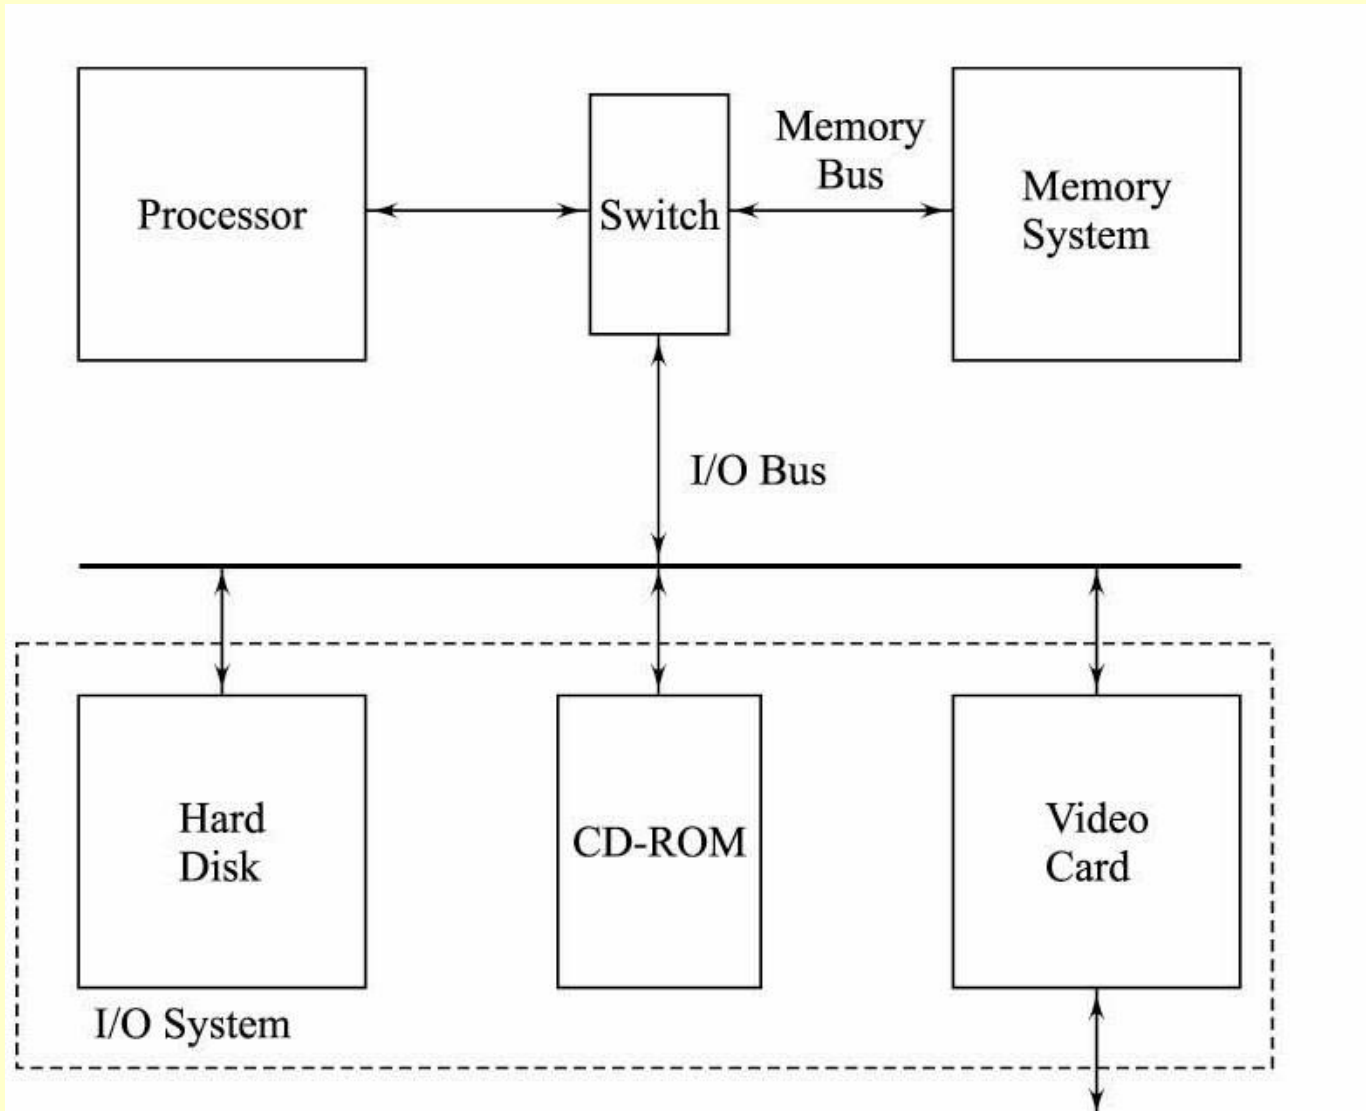 Processor
Switch
Memory
Bus
Memory
System
I/O Bus
Hard
Disk
CD-ROM
Video
Card
I/O System